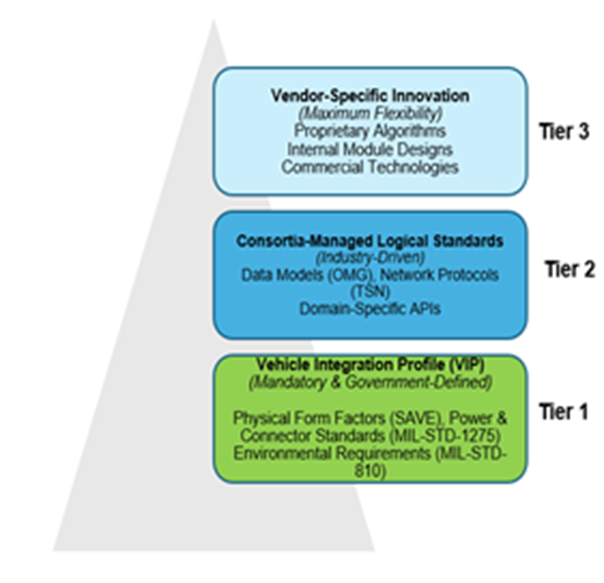 Vendor-Specific Innovation
(Maximum Flexibility)
Proprietary Algorithms
Internal Module Designs
Commercial Technologies
Tier 3
Consortia-Managed Logical Standards
(Industry-Driven)
Data Models (OMG), Network Protocols
(TSN)
Domain-Specific APIs
Tier 2
Vehicle Integration Profile (VIP)
(Mandatory & Government-Defined)
Physical Form Factors (SAVE), Power &
Connector Standards (MIL-STD-1275)
Environmental Requirements (MIL-STD-
810)
Tier 1